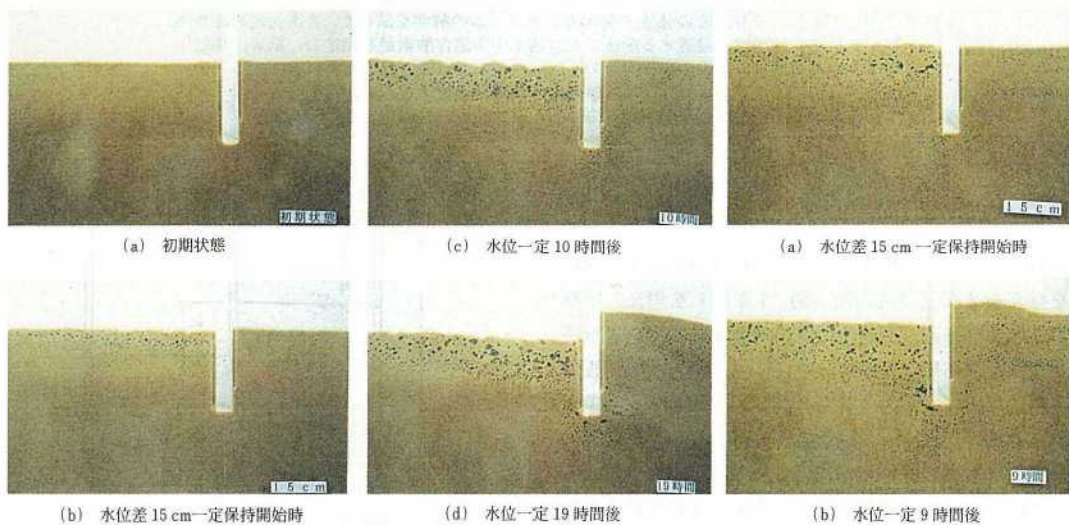 初期状態
10時間
15cm
(a) 初期状態
(c) 水位一定 10 時間後
(a) 水位差 15 cm 一定保持開始時
15cm
19時間
9時間
(b) 水位差 15 cm一定保持開始時
(d) 水位一定 19 時間後
(b) 水位一定 9 時間後